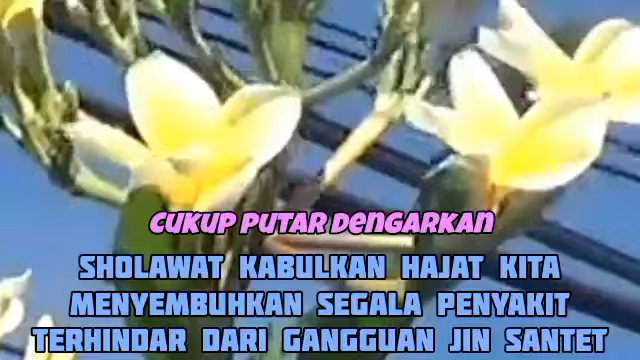 CUKUP PUTAR DENGARKAN
SHOLAWAT KABULKAN HAJAT KITA
MENYEMBUHKAN SEGALA PENYAKIT
TERHINDAR DARI GANGGUAN JIN SANTET